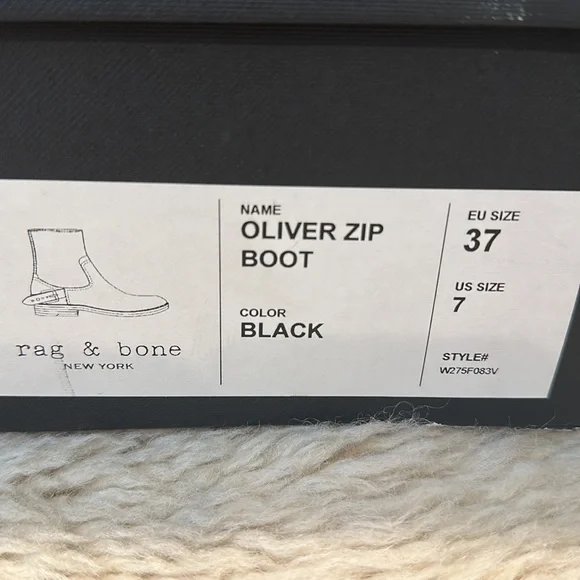 rag & bone
NEW YORK
NAME
OLIVER ZIP
BOOT
COLOR
BLACK
EU SIZE
37
US SIZE
7
STYLE#
W275F083V